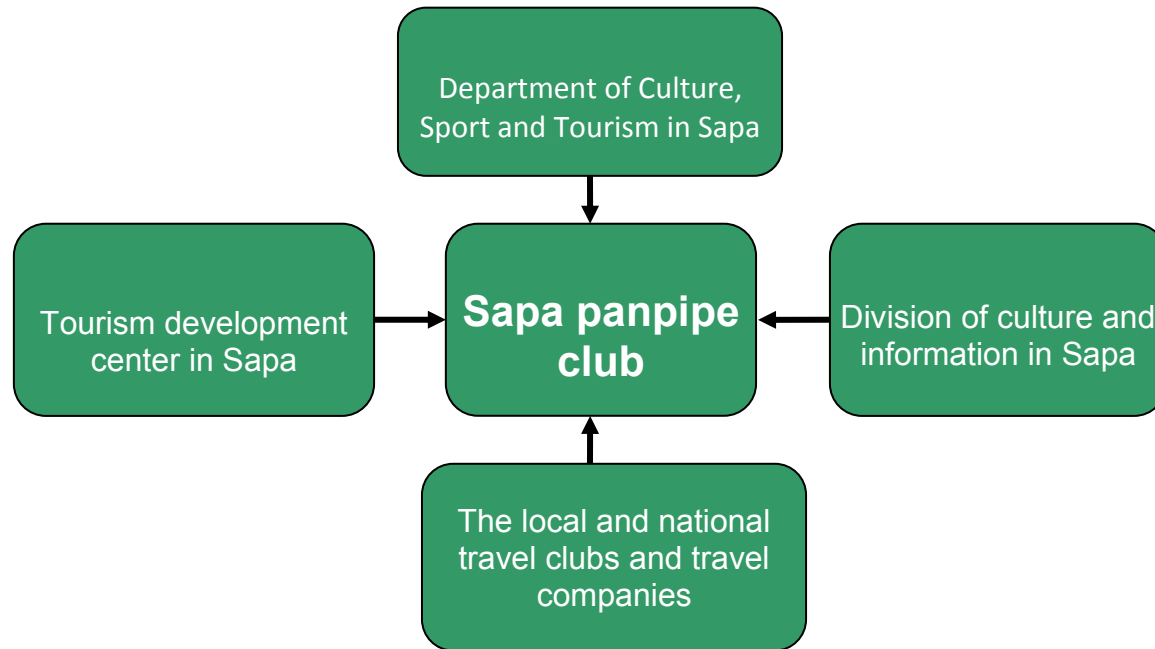 Department of Culture,
Sport and Tourism in Sapa
Tourism development
center in Sapa
Sapa panpipe
club
Division of culture and
information in Sapa
The local and national
travel clubs and travel
companies